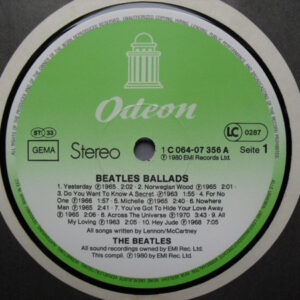 Odeon
ST 33
GEMA
Stereo
1 C 064-07 356 A
℗ 1980 EMI Records Ltd.
LC 0287
Seite 1
BEATLES BALLADS
1. Yesterday ℗1965 2:02 - 2. Norwegian Wood ℗1965 2:01 -
3. Do You Want To Know A Secret ℗1963 1:55 - 4. For No
One ℗1966 1:56 - 5. Michelle ℗1965 2:40 - 6. Nowhere
Man ℗1965 2:41 - 7. You've Got To Hide Your Love Away
℗1965 2:06 - 8. Across The Universe ℗1970 3:43 - 9. All
My Loving ℗1963 2:05 - 10. Hey Jude ℗1968 7:05
All songs written by Lennon/McCartney
THE BEATLES
All sound recordings owned by EMI Rec. Ltd.
This compil. ℗ 1980 by EMI Rec. Ltd.